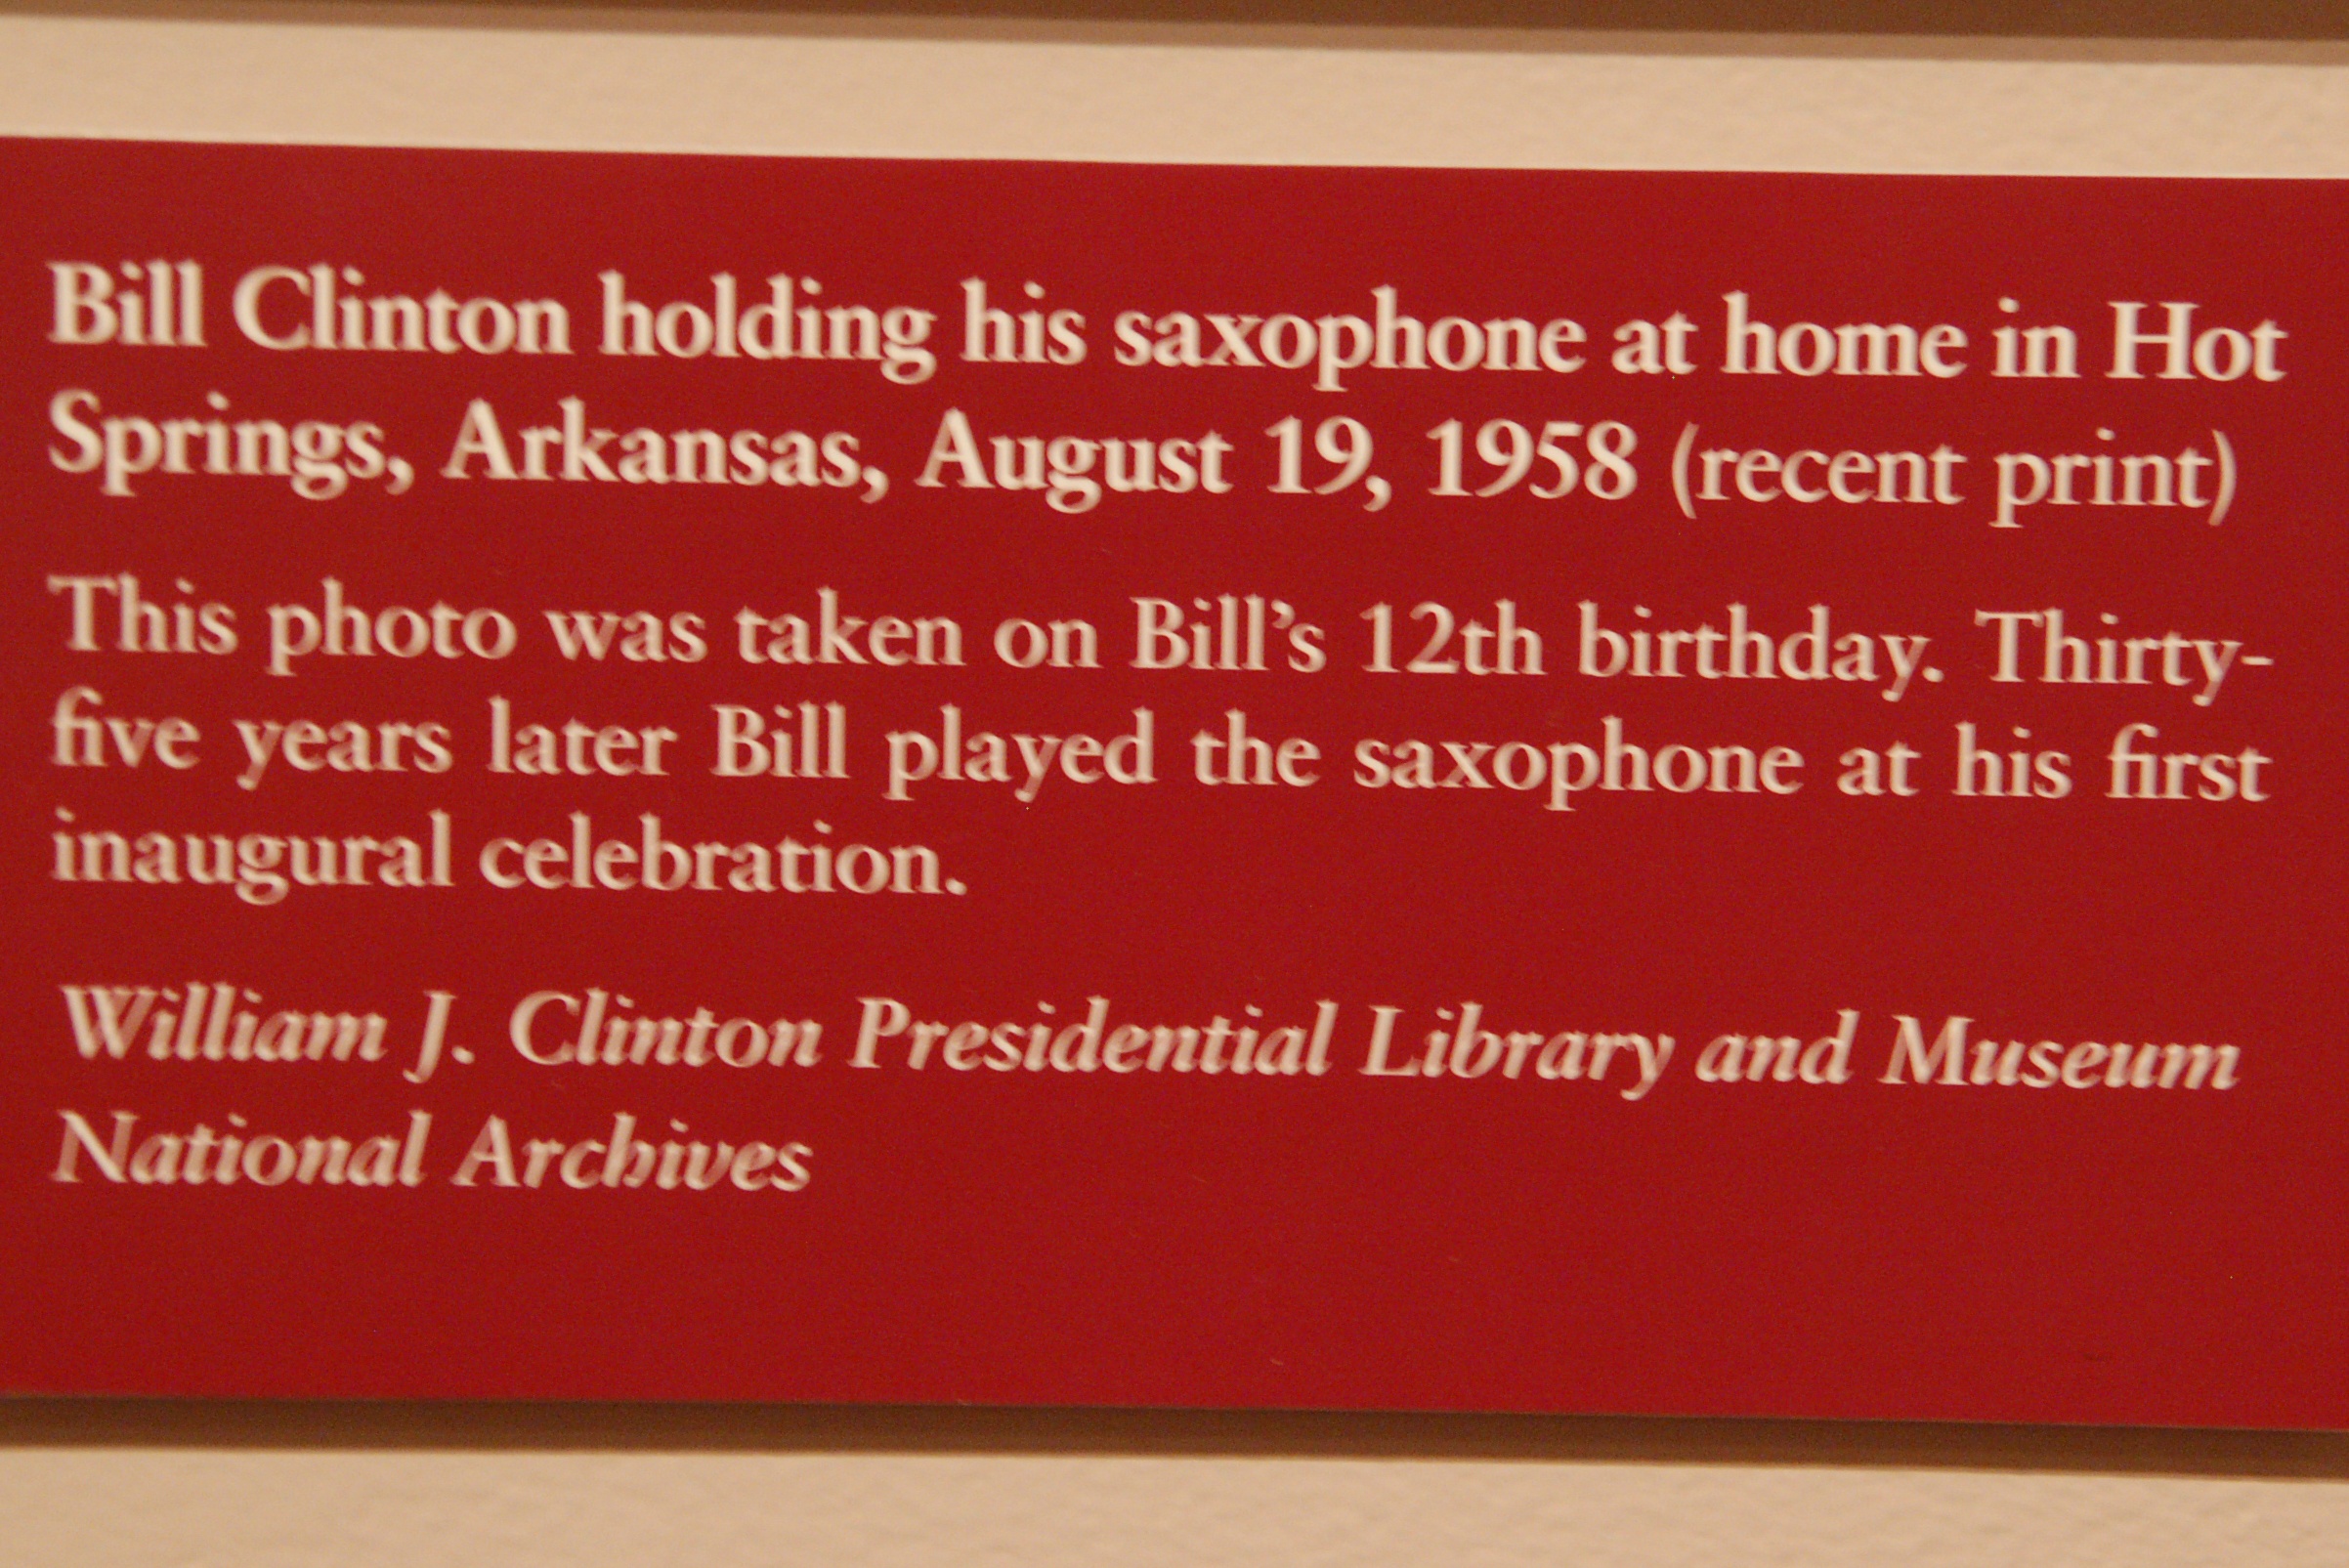 Bill Clinton holding his saxophone at home in Hot
Springs, Arkansas, August 19, 1958 (recent print)
This photo was taken on Bill’s 12th birthday. Thirty-
five years later Bill played the saxophone at his first
inaugural celebration.
William J. Clinton Presidential Library and Museum
National Archives